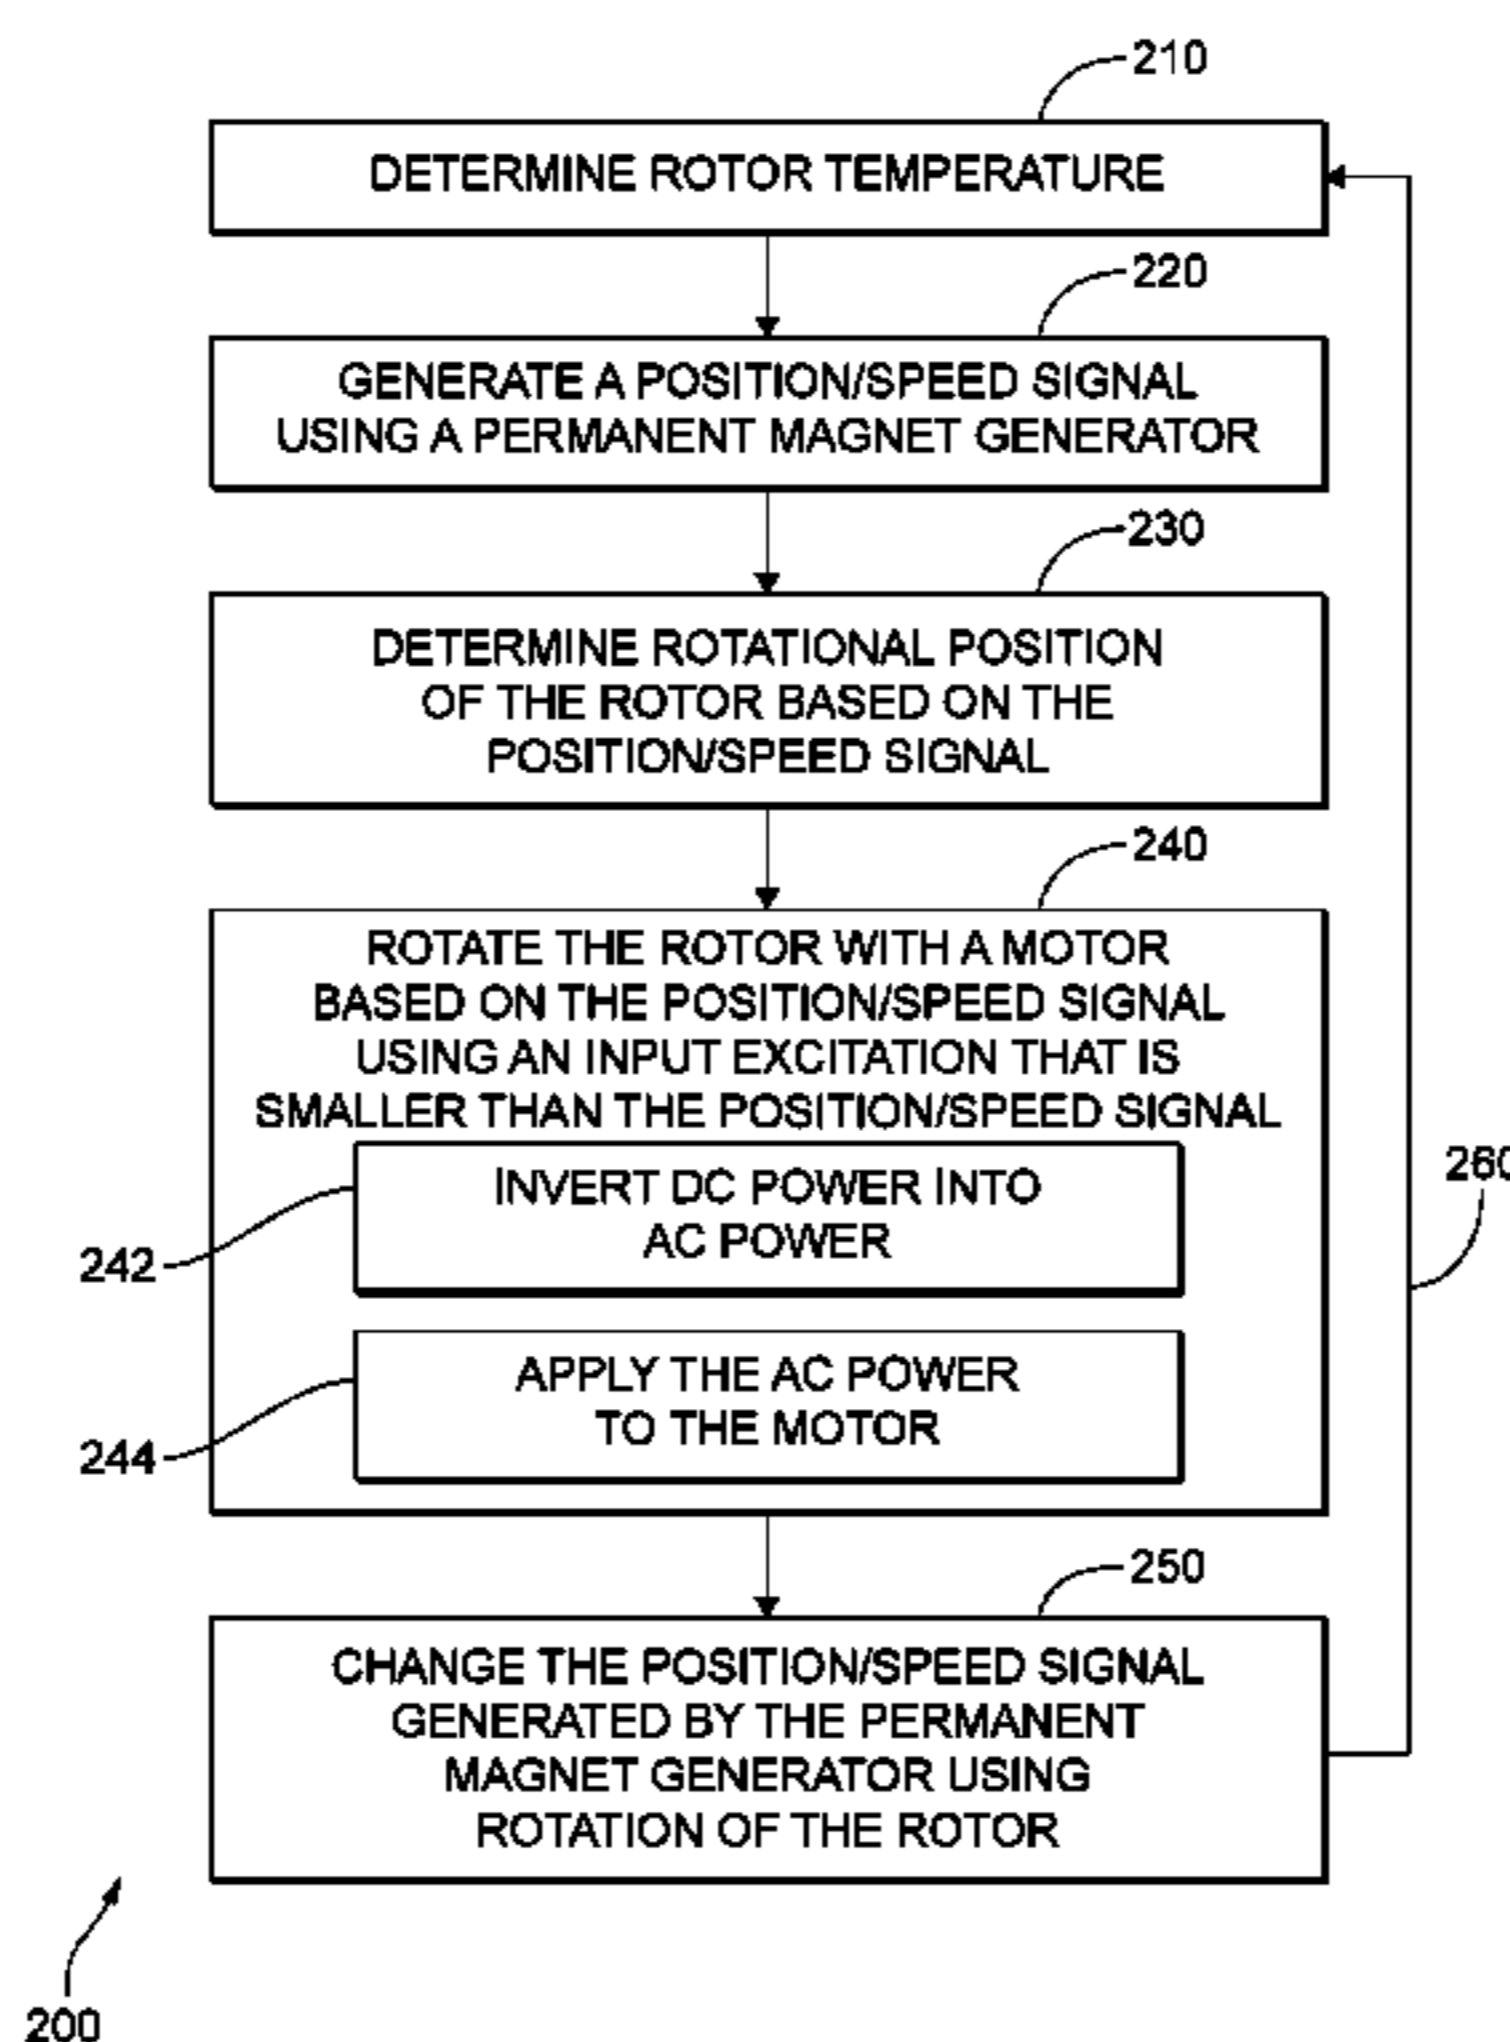 210
DETERMINE ROTOR TEMPERATURE
220
GENERATE A POSITION/SPEED SIGNAL
USING A PERMANENT MAGNET GENERATOR
230
DETERMINE ROTATIONAL POSITION
OF THE ROTOR BASED ON THE
POSITION/SPEED SIGNAL
240
ROTATE THE ROTOR WITH A MOTOR
BASED ON THE POSITION/SPEED SIGNAL
USING AN INPUT EXCITATION THAT IS
SMALLER THAN THE POSITION/SPEED SIGNAL
260
INVERT DC POWER INTO
AC POWER
242
APPLY THE AC POWER
TO THE MOTOR
244
250
CHANGE THE POSITION/SPEED SIGNAL
GENERATED BY THE PERMANENT
MAGNET GENERATOR USING
ROTATION OF THE ROTOR
200